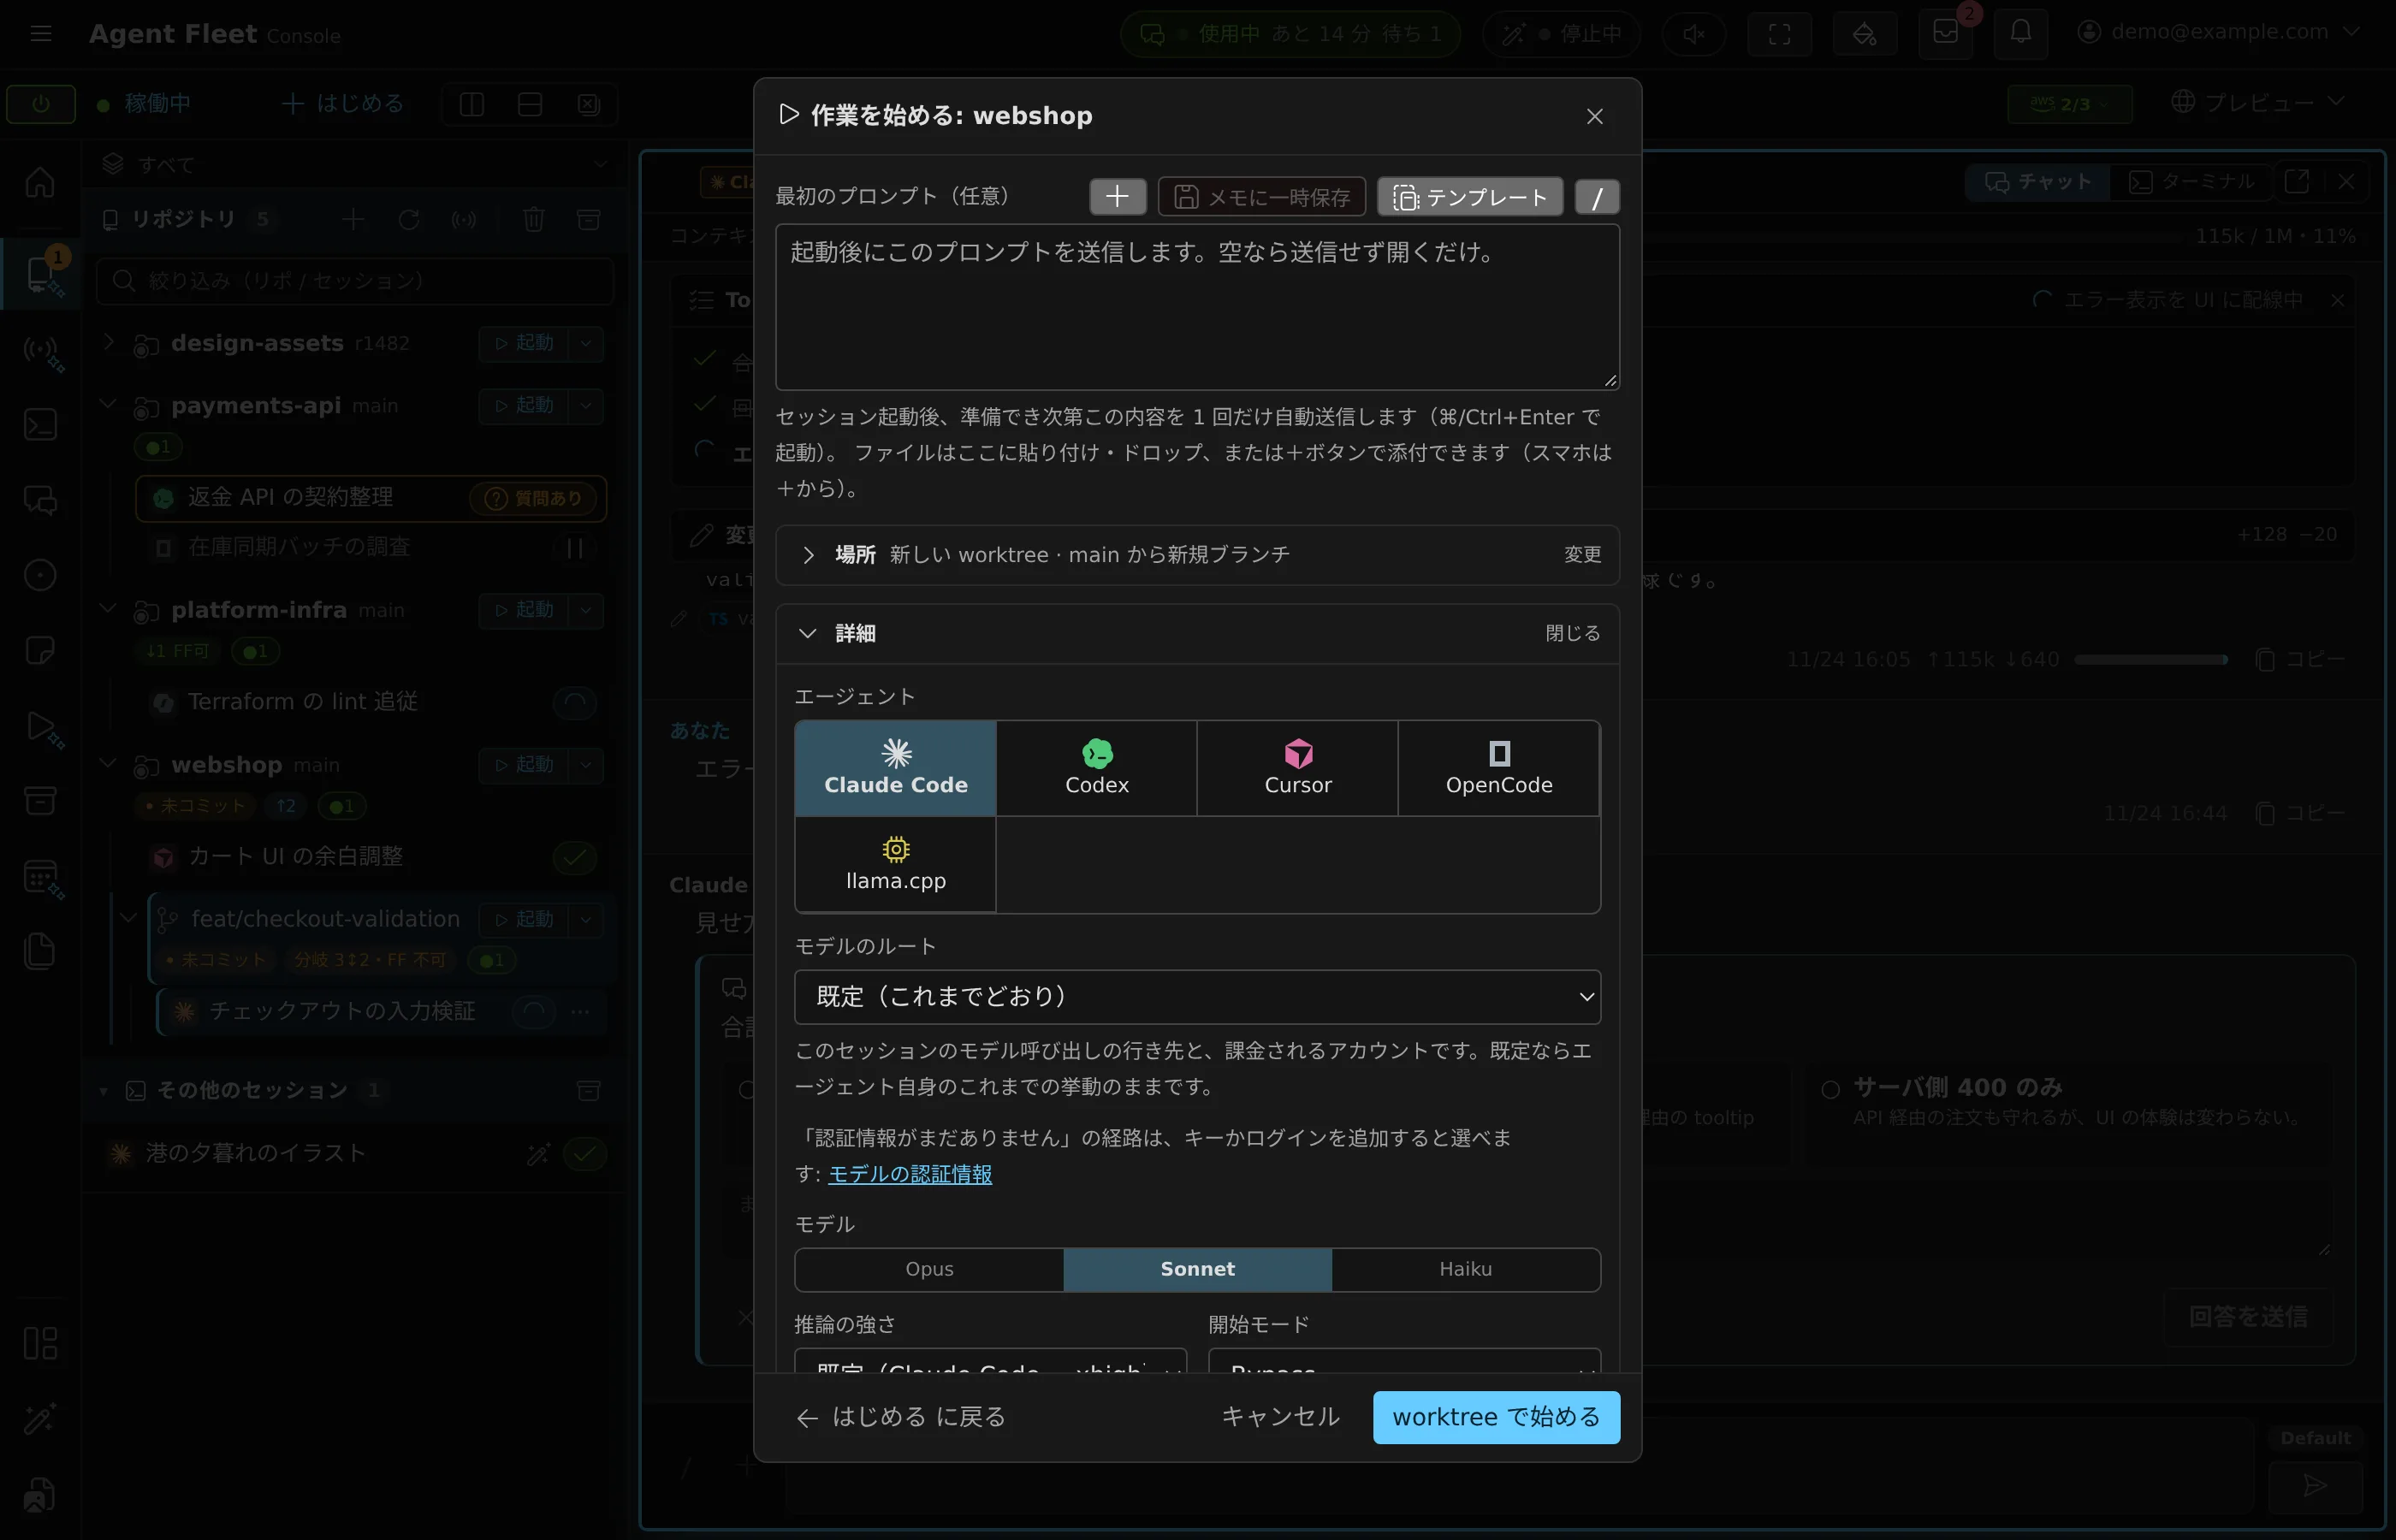 Agent Fleet Console
使用中 あと 14 分 待ち 1
停止中
2
demo@example.com
稼働中
はじめる
aws 2/3
プレビュー
すべて
リポジトリ 5
絞り込み（リポ / セッション）
1
design-assets r1482
起動
payments-api main
起動
1
返金 API の契約整理
質問あり
在庫同期バッチの調査
platform-infra main
起動
↓1 FF可
1
Terraform の lint 追従
webshop main
起動
• 未コミット
↑2
1
カート UI の余白調整
feat/checkout-validation
起動
• 未コミット
分岐 3↕2・FF 不可
1
チェックアウトの入力検証
その他のセッション 1
港の夕暮れのイラスト
チャット
ターミナル
115k / 1M・11%
エラー表示を UI に配線中
+128 −20
11/24 16:05 ↑115k ↓640
コピー
あなた
11/24 16:44
コピー
Claude
サーバ側 400 のみ
API 経由の注文も守れるが、UI の体験は変わらない。
の tooltip
回答を送信
Default
作業を始める: webshop
最初のプロンプト（任意）
メモに一時保存
テンプレート
/
起動後にこのプロンプトを送信します。空なら送信せず開くだけ。
セッション起動後、準備でき次第この内容を 1 回だけ自動送信します（⌘/Ctrl+Enter で
起動）。 ファイルはここに貼り付け・ドロップ、または＋ボタンで添付できます（スマホは
＋から）。
場所 新しい worktree · main から新規ブランチ
変更
詳細
閉じる
エージェント
Claude Code
Codex
Cursor
OpenCode
llama.cpp
モデルのルート
既定（これまでどおり）
このセッションのモデル呼び出しの行き先と、課金されるアカウントです。既定ならエ
ージェント自身のこれまでの挙動のままです。
「認証情報がまだありません」の経路は、キーかログインを追加すると選べま
す: モデルの認証情報
モデル
Opus
Sonnet
Haiku
推論の強さ
開始モード
既定（Claude Code
xhigh
Bypass
はじめる に戻る
キャンセル
worktree で始める